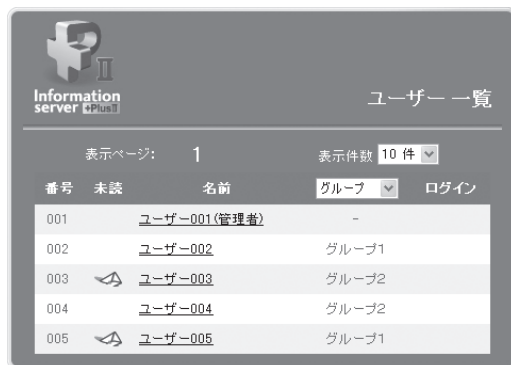 PII
Information
server +PlusII
ユーザー 一覧
表示ページ: 1 表示件数 10 件
番号 未読 名前 グループ ログイン
001 ユーザー001(管理者) -
002 ユーザー002 グループ1
003 ユーザー003 グループ2
004 ユーザー004 グループ2
005 ユーザー005 グループ1